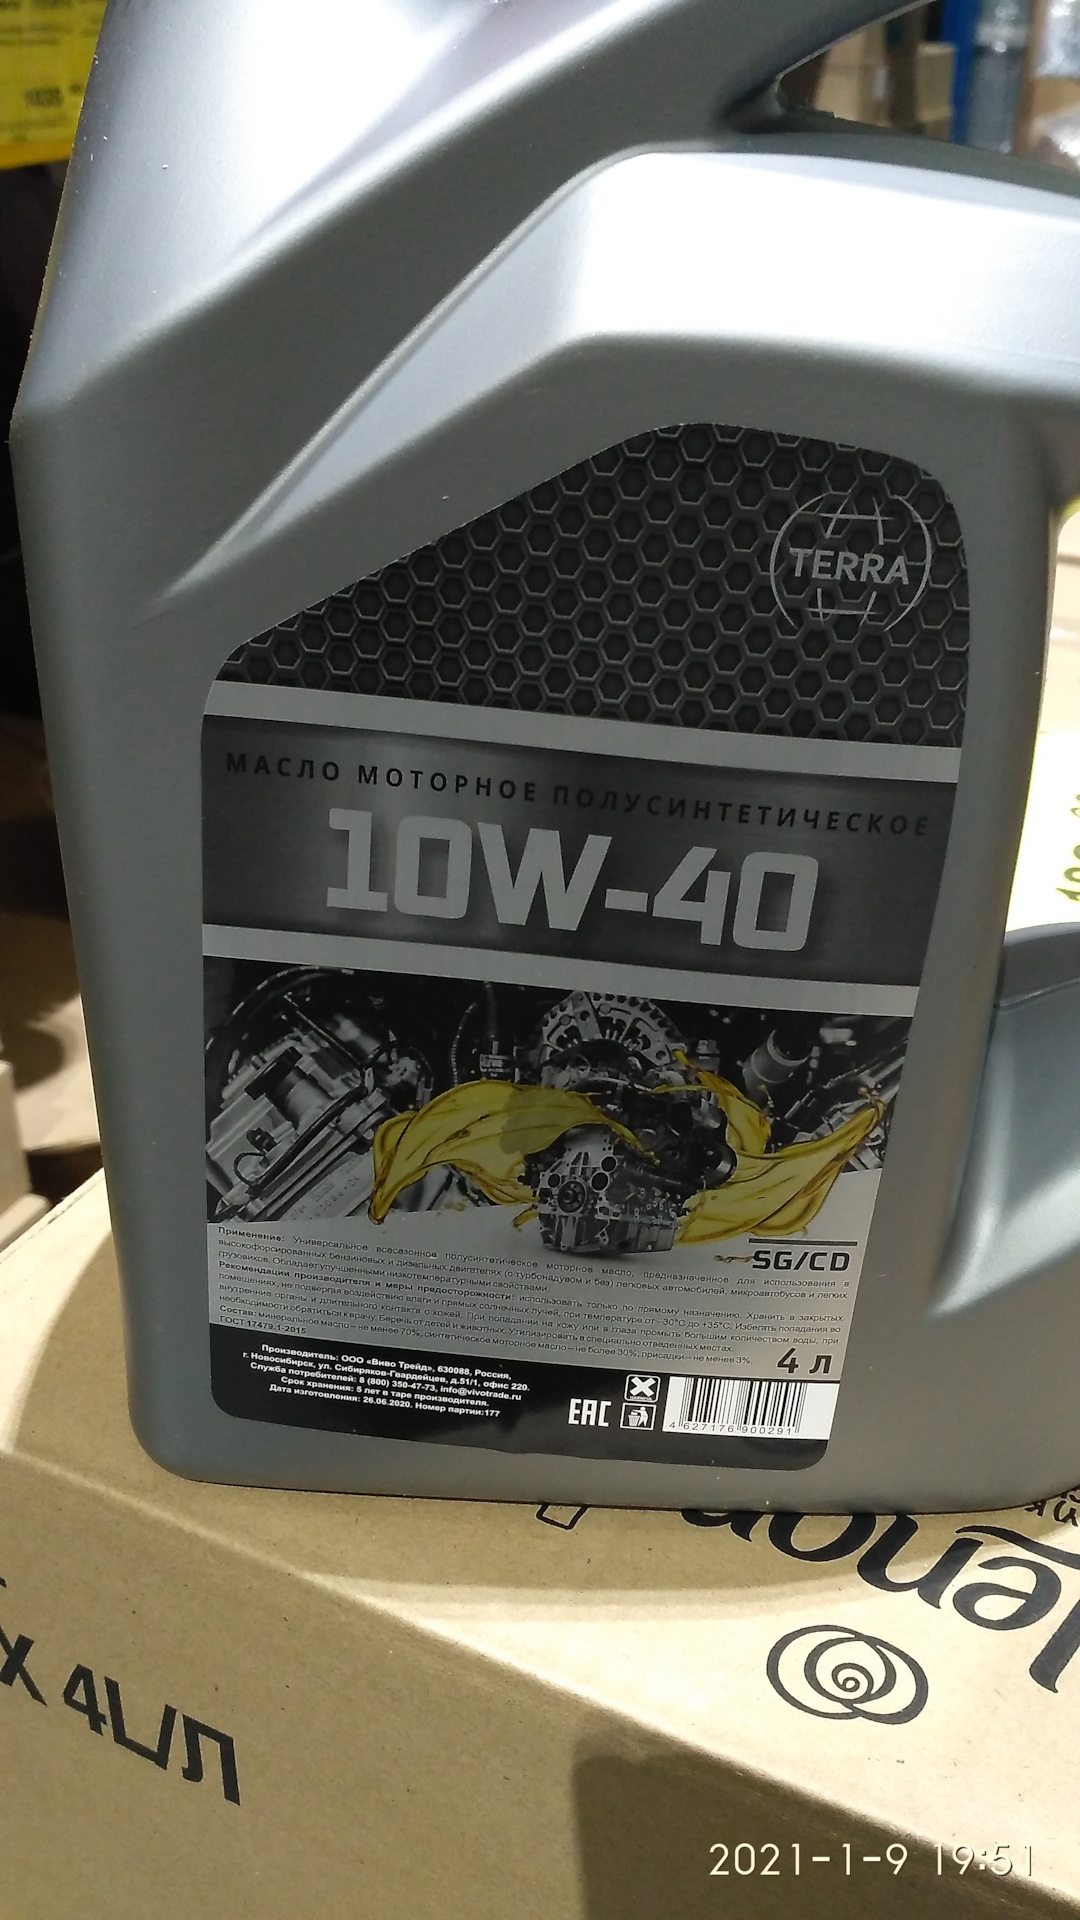 TERRA
МАСЛО МОТОРНОЕ ПОЛУСИНТЕТИЧЕСКОЕ
10W-40
SG/CD
Применение: Универсальное всесезонное полусинтетическое моторное масло, предназначенное для использования в
высокофорсированных бензиновых и дизельных двигателях (с турбонаддувом и без) легковых автомобилей, микроавтобусов и легких
грузовиков. Обладает улучшенными низкотемпературными свойствами.
Рекомендации производителя и меры предосторожности: использовать только по прямому назначению. Хранить в закрытых
помещениях, не подвергая воздействию влаги и прямых солнечных лучей, при температуре от -30°C до +35°C. Избегать попадания во
внутренние органы и длительного контакта с кожей. При попадании на кожу или в глаза промыть большим количеством воды, при
необходимости обратиться к врачу. Беречь от детей и животных. Утилизировать в специально отведенных местах.
Состав: минеральное масло – не менее 70%, синтетическое моторное масло – не более 30%, присадки – не менее 3%.
ГОСТ 17479.1-2015
4 л
Производитель: ООО «Виво Трейд», 630088, Россия,
г. Новосибирск, ул. Сибиряков-Гвардейцев, д.51/1, офис 220.
Служба потребителей: 8 (800) 350-47-73, info@vivotrade.ru
Срок хранения: 5 лет в таре производителя.
Дата изготовления: 26.06.2020. Номер партии:177
EAC
4 627176 900291
x 4L/Л
2021-1-9 19:51